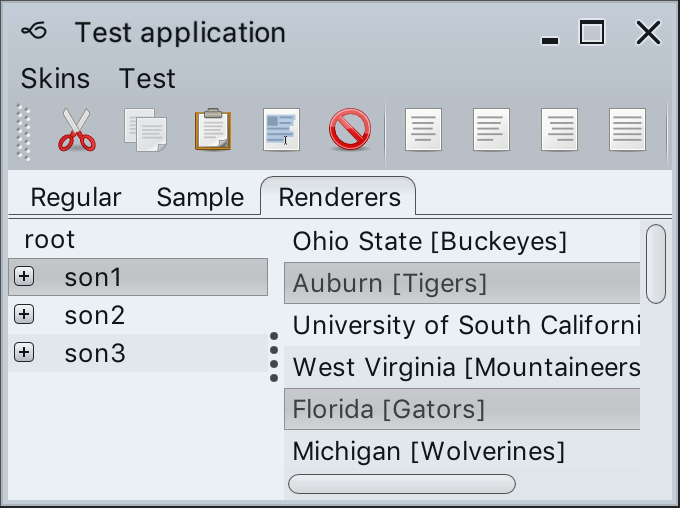 Test application
Skins Test
Regular Sample Renderers
root
son1
son2
son3
Ohio State [Buckeyes]
Auburn [Tigers]
University of South Californi
West Virginia [Mountaineers
Florida [Gators]
Michigan [Wolverines]